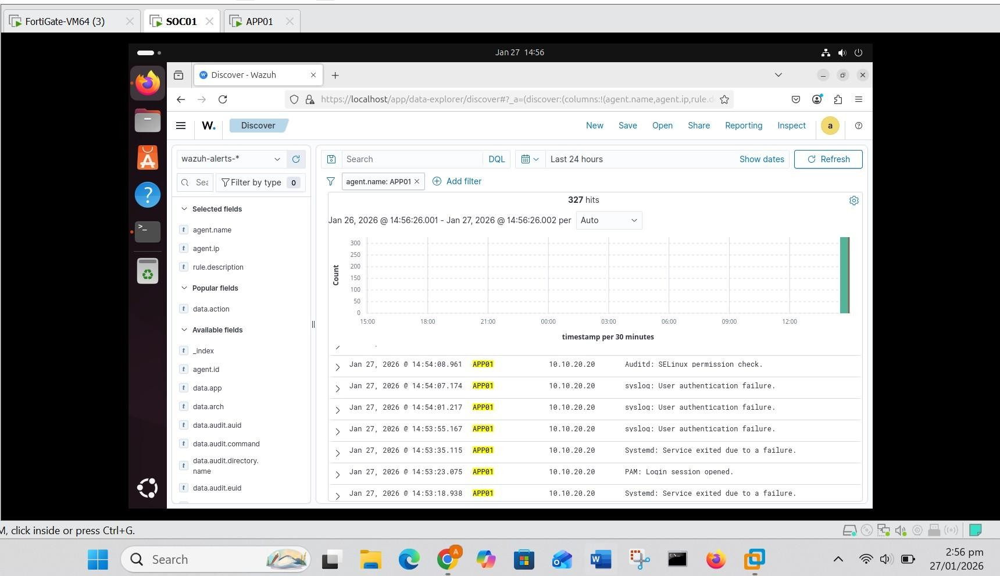 FortiGate-VM64 (3)
SOC01
APP01
Jan 27 14:56
Discover - Wazuh
https://localhost/app/data-explorer/discover#?_a=(discover:(columns:!(agent.name,agent.ip,rule.d
W.
Discover
New
Save
Open
Share
Reporting
Inspect
a
wazuh-alerts-*
Search
DQL
Last 24 hours
Show dates
Refresh
Sea
Filter by type 0
agent.name: APP01
Add filter
Selected fields
t agent.name
t agent.ip
t rule.description
Popular fields
t data.action
Available fields
t _index
t agent.id
t data.app
t data.arch
t data.audit.auid
t data.audit.command
t data.audit.directory.
name
t data.audit.euid
327 hits
Jan 26, 2026 @ 14:56:26.001 - Jan 27, 2026 @ 14:56:26.002 per Auto
Count
300
250
200
150
100
50
0
15:00 18:00 21:00 00:00 03:00 06:00 09:00 12:00
timestamp per 30 minutes
Jan 27, 2026 @ 14:54:08.961 APP01 10.10.20.20 Auditd: SELinux permission check.
Jan 27, 2026 @ 14:54:07.174 APP01 10.10.20.20 syslog: User authentication failure.
Jan 27, 2026 @ 14:54:01.217 APP01 10.10.20.20 syslog: User authentication failure.
Jan 27, 2026 @ 14:53:55.167 APP01 10.10.20.20 syslog: User authentication failure.
Jan 27, 2026 @ 14:53:35.115 APP01 10.10.20.20 Systemd: Service exited due to a failure.
Jan 27, 2026 @ 14:53:23.075 APP01 10.10.20.20 PAM: Login session opened.
Jan 27, 2026 @ 14:53:18.938 APP01 10.10.20.20 Systemd: Service exited due to a failure.
M, click inside or press Ctrl+G.
Search
A
2:56 pm
27/01/2026